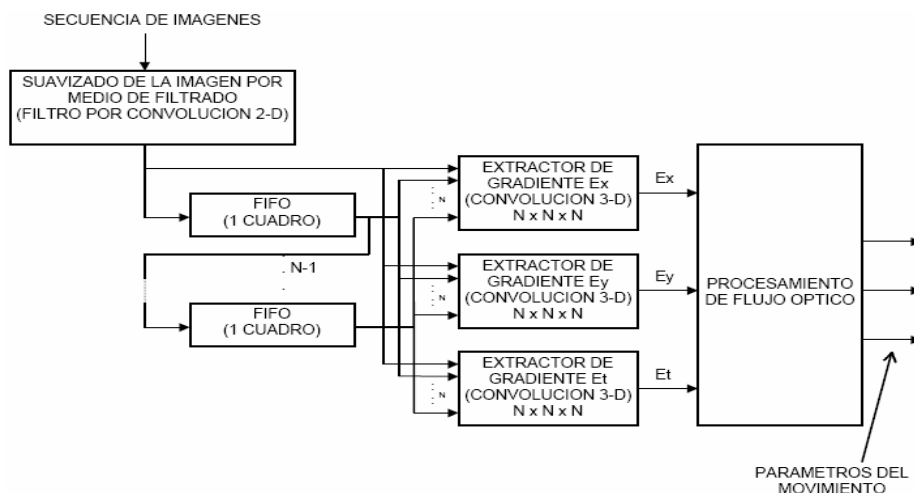 SECUENCIA DE IMAGENES
SUAVIZADO DE LA IMAGEN POR
MEDIO DE FILTRADO
(FILTRO POR CONVOLUCION 2-D)
FIFO
(1 CUADRO)
N-1
FIFO
(1 CUADRO)
N
EXTRACTOR DE
GRADIENTE Ex
(CONVOLUCION 3-D)
N x N x N
Ex
N
EXTRACTOR DE
GRADIENTE Ey
(CONVOLUCION 3-D)
N x N x N
Ey
N
EXTRACTOR DE
GRADIENTE Et
(CONVOLUCION 3-D)
N x N x N
Et
PROCESAMIENTO
DE FLUJO OPTICO
PARAMETROS DEL
MOVIMIENTO